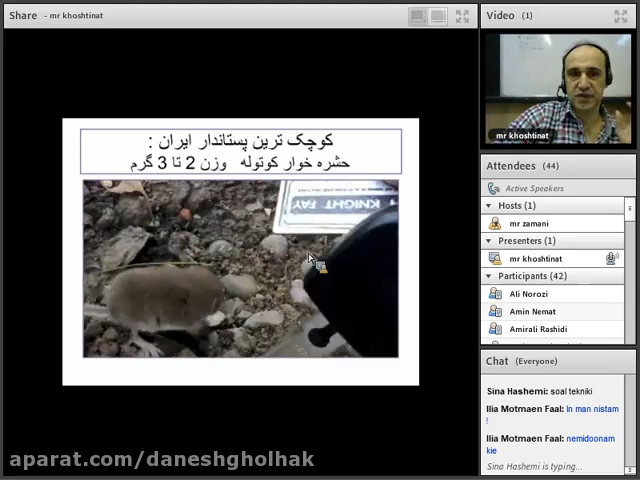 Share - mr khoshtinat
Video (1)
mr khoshtinat
کوچک ترین پستاندار ایران :
حشره خوار کوتوله وزن 2 تا 3 گرم
KNIGHT FAY
Attendees (44)
Active Speakers
Hosts (1)
mr zamani
Presenters (1)
mr khoshtinat
Participants (42)
Ali Norozi
Amin Nemat
Amirali Rashidi
Chat (Everyone)
Sina Hashemi: soal tekniki
Ilia Motmaen Faal: In man nistam
!
Ilia Motmaen Faal: nemidoonam
kie
Sina Hashemi is typing...
aparat.com/daneshgholhak